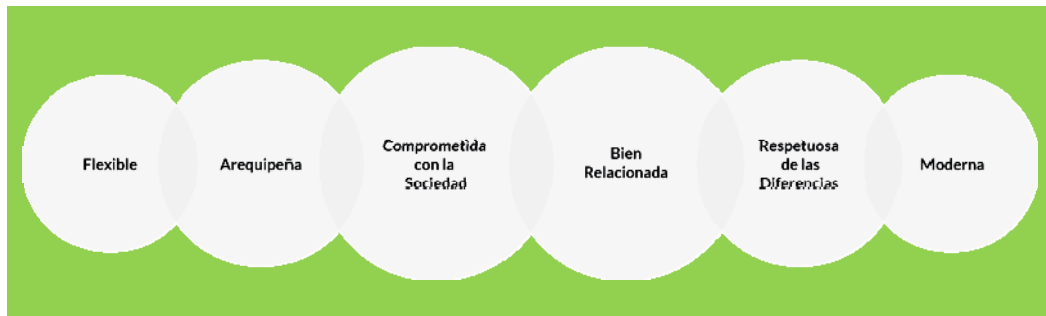 Flexible
Arequipeña
Comprometida
con la
Sociedad
Bien
Relacionada
Respetuosa
de las
Diferencias
Moderna